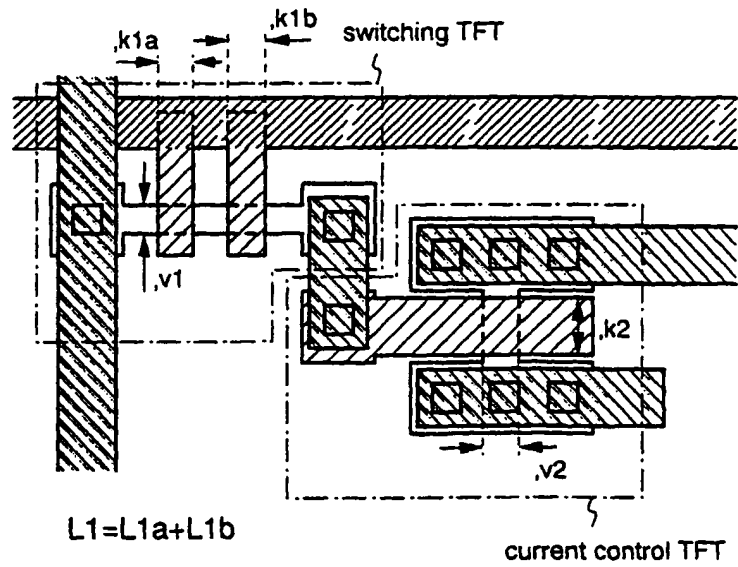 ,k1b
switching TFT
,k1a
,v1
,k2
,v2
L1=L1a+L1b
current control TFT